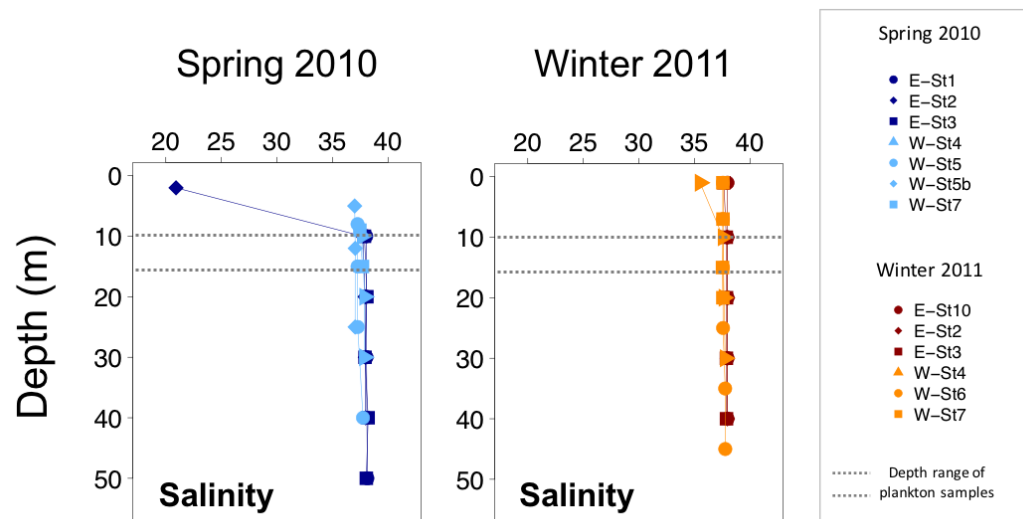 Spring 2010
20 25 30 35 40
0
10
20
30
40
50
Depth (m)
Salinity
Winter 2011
20 25 30 35 40
0
10
20
30
40
50
Salinity
Spring 2010
E−St1
E−St2
E−St3
W−St4
W−St5
W−St5b
W−St7
Winter 2011
E−St10
E−St2
E−St3
W−St4
W−St6
W−St7
Depth range of
plankton samples